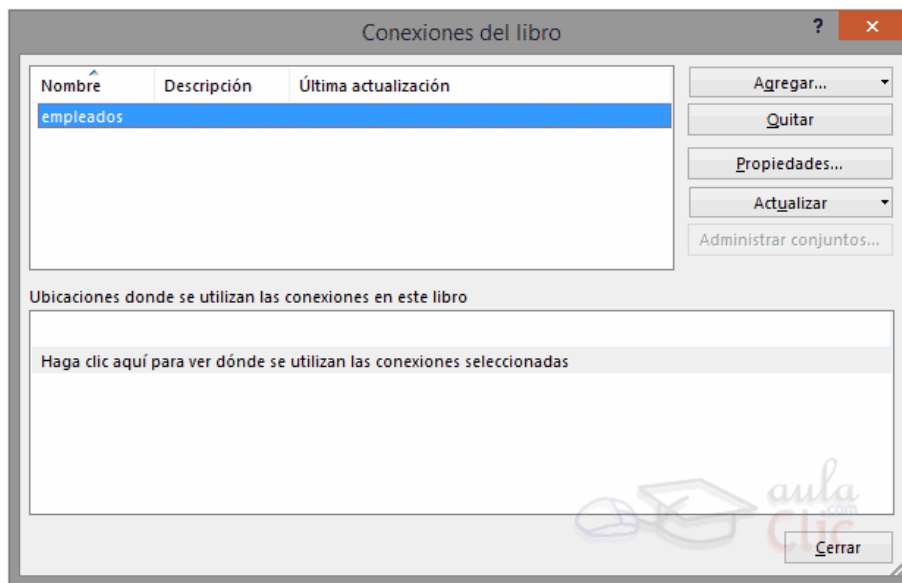 Conexiones del libro
?
Nombre Descripción Última actualización
empleados
Agregar...
Quitar
Propiedades...
Actualizar
Administrar conjuntos...
Ubicaciones donde se utilizan las conexiones en este libro
Haga clic aquí para ver dónde se utilizan las conexiones seleccionadas
aula
.com
Clic
Cerrar